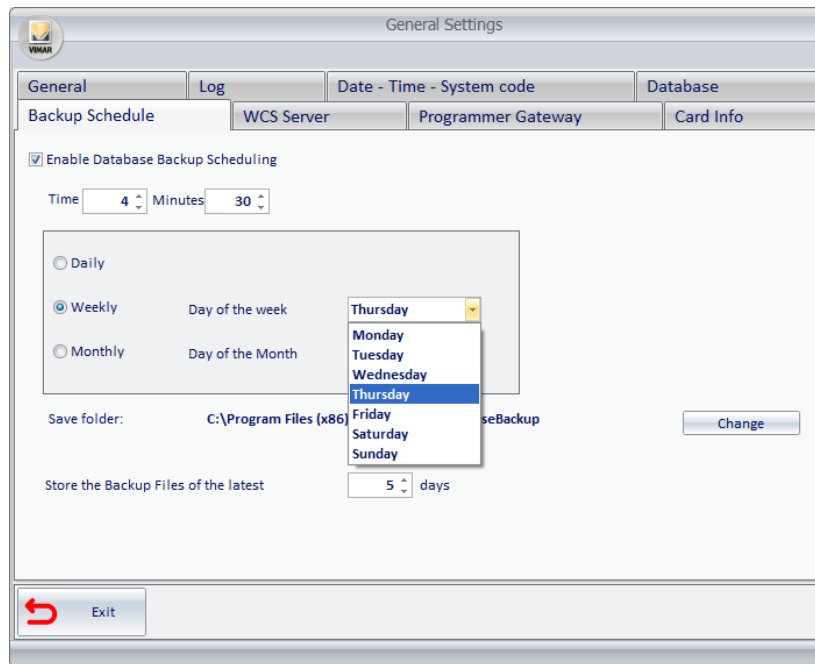 General Settings
VIMAR
General Log Date - Time - System code Database
Backup Schedule WCS Server Programmer Gateway Card Info
Enable Database Backup Scheduling
Time 4 Minutes 30
Daily
Weekly Day of the week Thursday
Monday
Tuesday
Wednesday
Monthly Day of the Month
Thursday
Friday
Saturday
Sunday
Save folder: C:\Program Files (x86) seBackup Change
Store the Backup Files of the latest 5 days
Exit